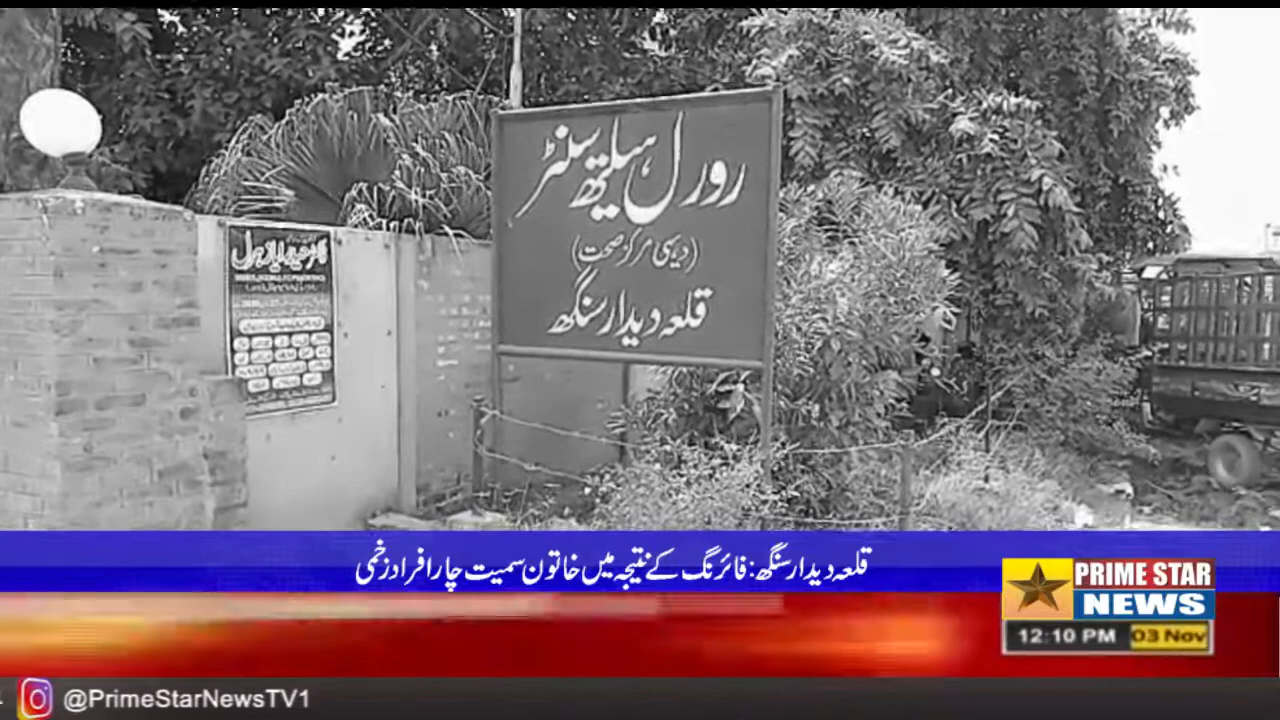 رورل ہیلتھ سنٹر
(دیہی مرکز صحت)
قلعہ دیدار سنگھ
قلعہ دیدار سنگھ: فائرنگ کے نتیجہ میں خاتون سمیت چار افراد زخمی
PRIME STAR
NEWS
12:10 PM 03 Nov
@PrimeStarNewsTV1